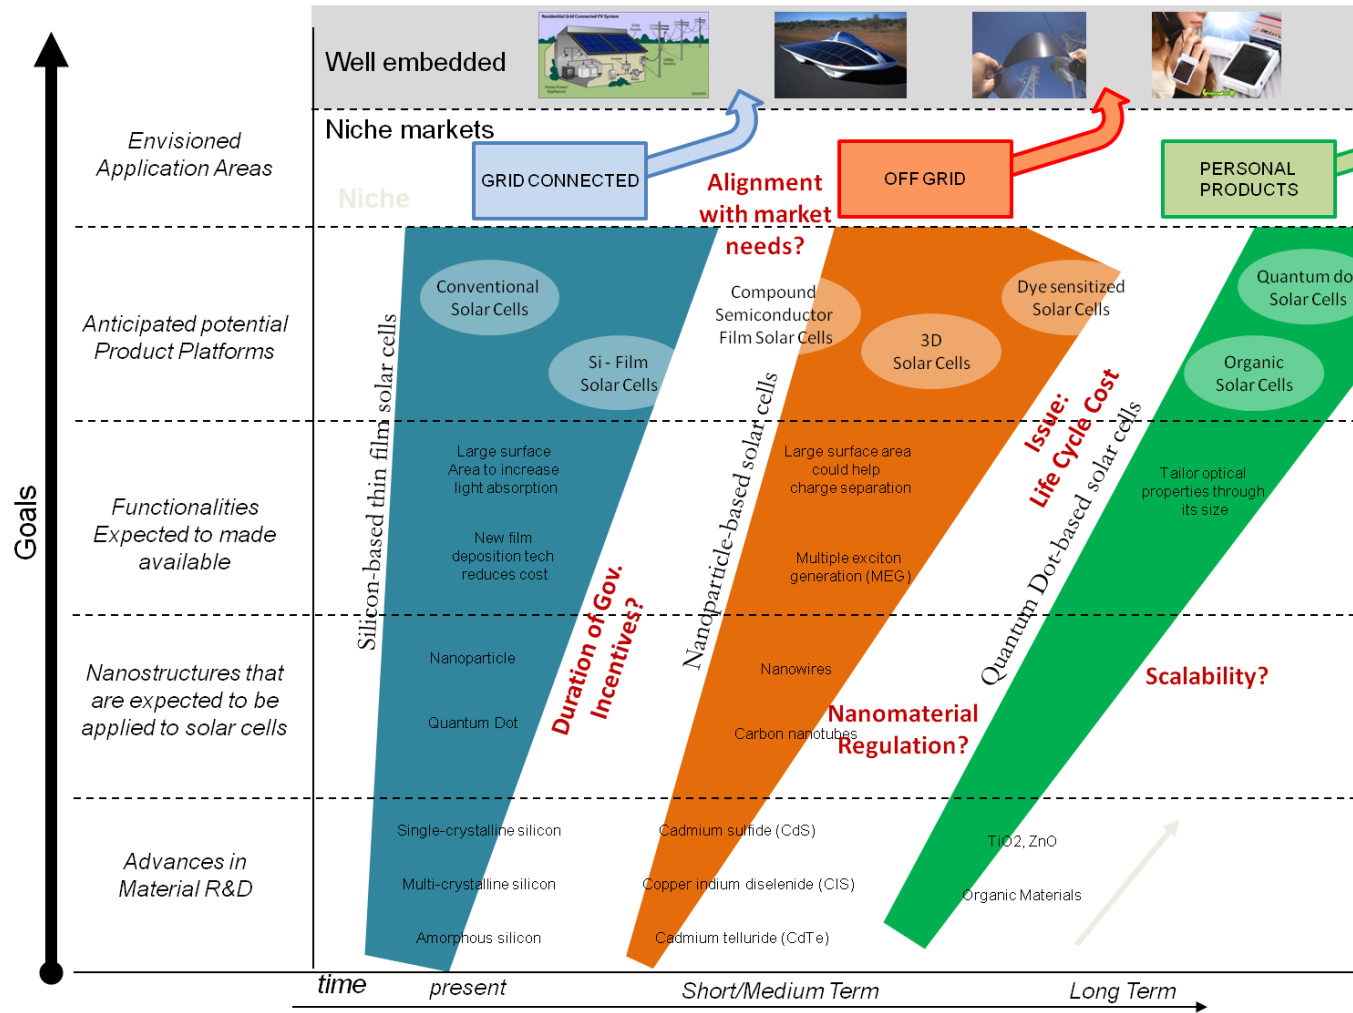 Well embedded
Residential Grid Connected PV System
Niche markets
Envisioned
Application Areas
GRID CONNECTED
OFF GRID
PERSONAL
PRODUCTS
Niche
Alignment
with market
needs?
Anticipated potential
Product Platforms
Conventional
Solar Cells
Si - Film
Solar Cells
Compound
Semiconductor
Film Solar Cells
3D
Solar Cells
Dye sensitized
Solar Cells
Quantum do
Solar Cells
Organic
Solar Cells
Silicon-based thin film solar cells
Nanoparticle-based solar cells
Quantum Dot-based solar cells
Issue:
Life Cycle Cost
Goals
Functionalities
Expected to made
available
Large surface
Area to increase
light absorption
New film
deposition tech
reduces cost
Large surface area
could help
charge separation
Multiple exciton
generation (MEG)
Tailor optical
properties through
its size
Duration of Gov.
Incentives?
Nanostructures that
are expected to be
applied to solar cells
Nanoparticle
Quantum Dot
Nanowires
Carbon nanotubes
Nanomaterial
Regulation?
Scalability?
Advances in
Material R&D
Single-crystalline silicon
Multi-crystalline silicon
Amorphous silicon
Cadmium sulfide (CdS)
Copper indium diselenide (CIS)
Cadmium telluride (CdTe)
TiO2, ZnO
Organic Materials
time
present
Short/Medium Term
Long Term